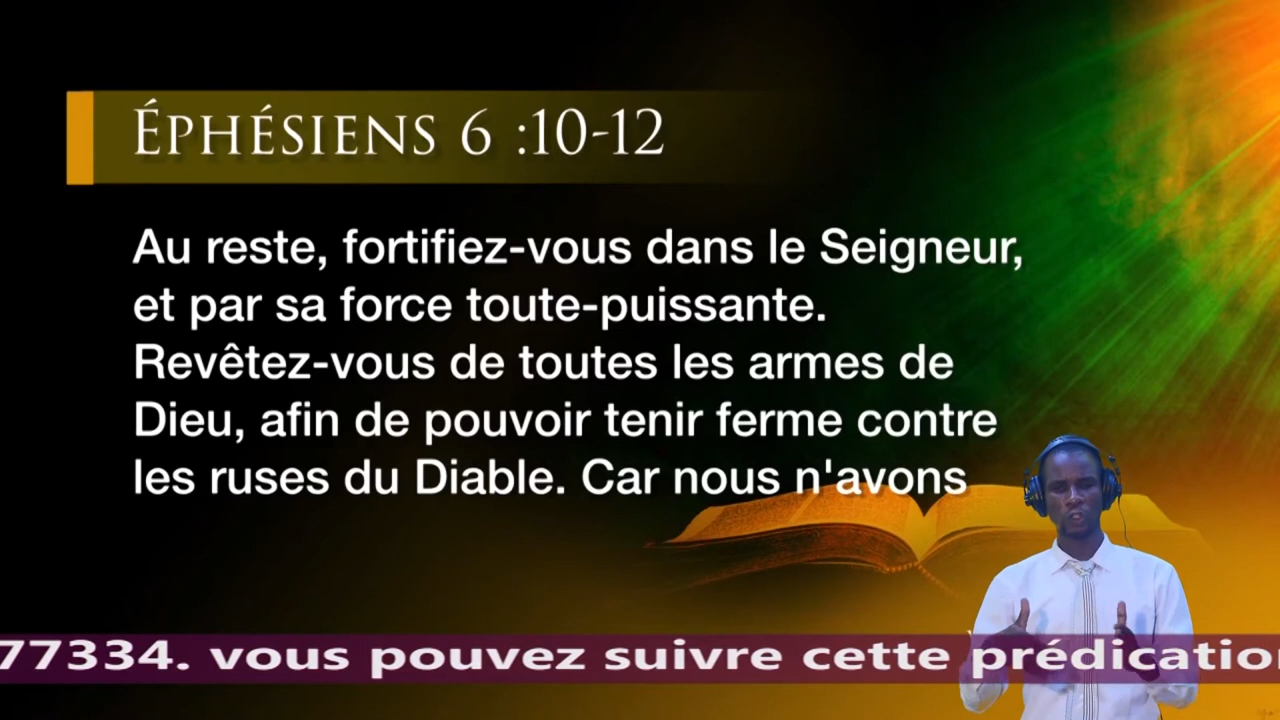 ÉPHÉSIENS 6 :10-12
Au reste, fortifiez-vous dans le Seigneur,
et par sa force toute-puissante.
Revêtez-vous de toutes les armes de
Dieu, afin de pouvoir tenir ferme contre
les ruses du Diable. Car nous n'avons
77334. vous pouvez suivre cette prédication